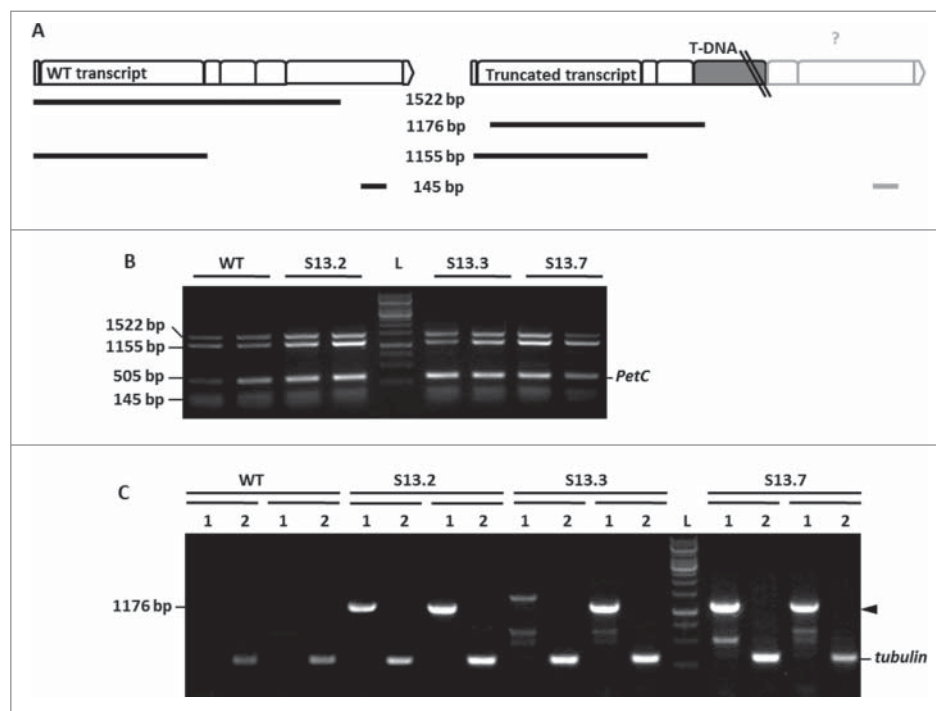 A
?
T-DNA
WT transcript
Truncated transcript
1522 bp
1176 bp
1155 bp
145 bp
B
WT S13.2 L S13.3 S13.7
1522 bp
1155 bp
505 bp
PetC
145 bp
C
WT S13.2 S13.3 S13.7
1 2 1 2 1 2 1 2 1 2 1 2 L 1 2 1 2
1176 bp
tubulin